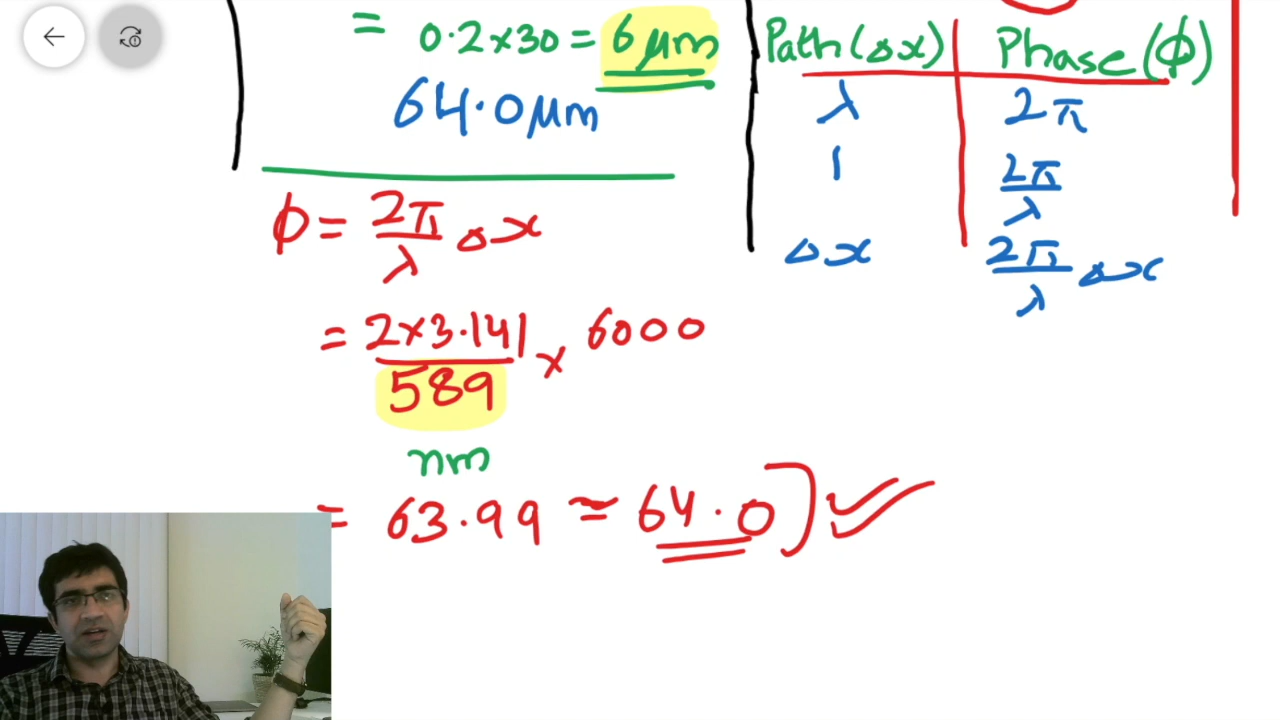 = 0.2×30 = 6 μm
64.0 μm
ϕ = 2π/λ Δx
= 2×3.141/589 × 6000
nm
= 63.99 ≈ 64.0
Path (Δx) Phase (ϕ)
λ 2π
1 2π/λ
Δx 2π/λ Δx